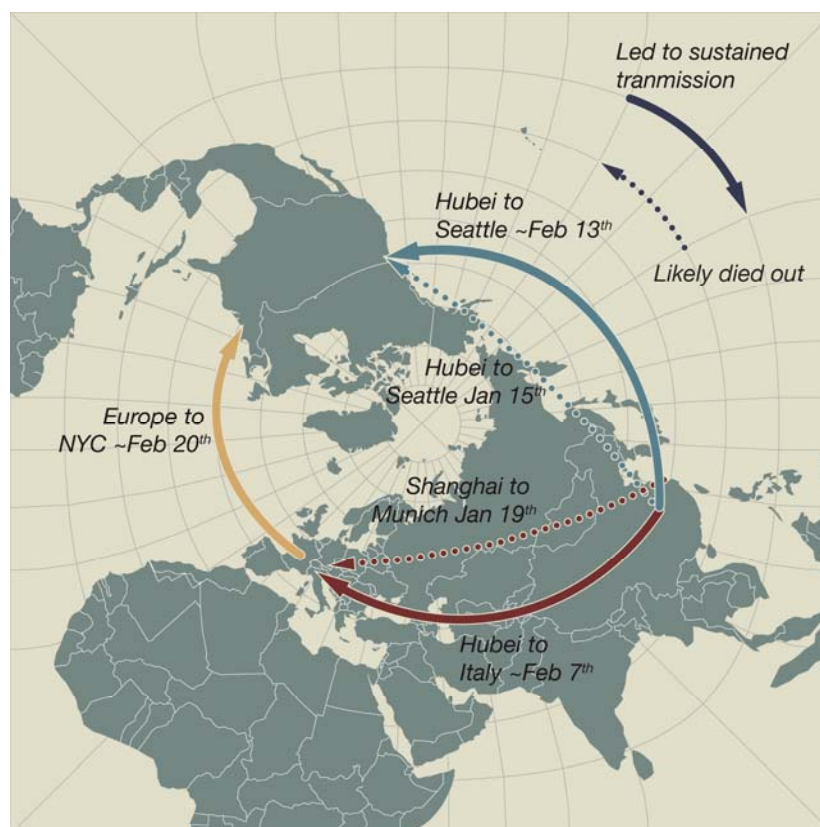 Led to sustained
tranmission
Hubei to
Seattle ~Feb 13th
Likely died out
Hubei to
Seattle Jan 15th
Europe to
NYC ~Feb 20th
Shanghai to
Munich Jan 19th
Hubei to
Italy ~Feb 7th